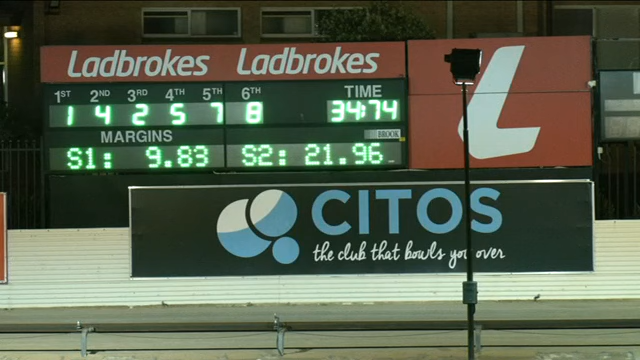 Ladbrokes Ladbrokes
1ST 2ND 3RD 4TH 5TH 6TH TIME
1 4 2 5 7 8 34:74
MARGINS BROOK
S1: 9.83 S2: 21.96
L
CITOS
the club that bowls you over